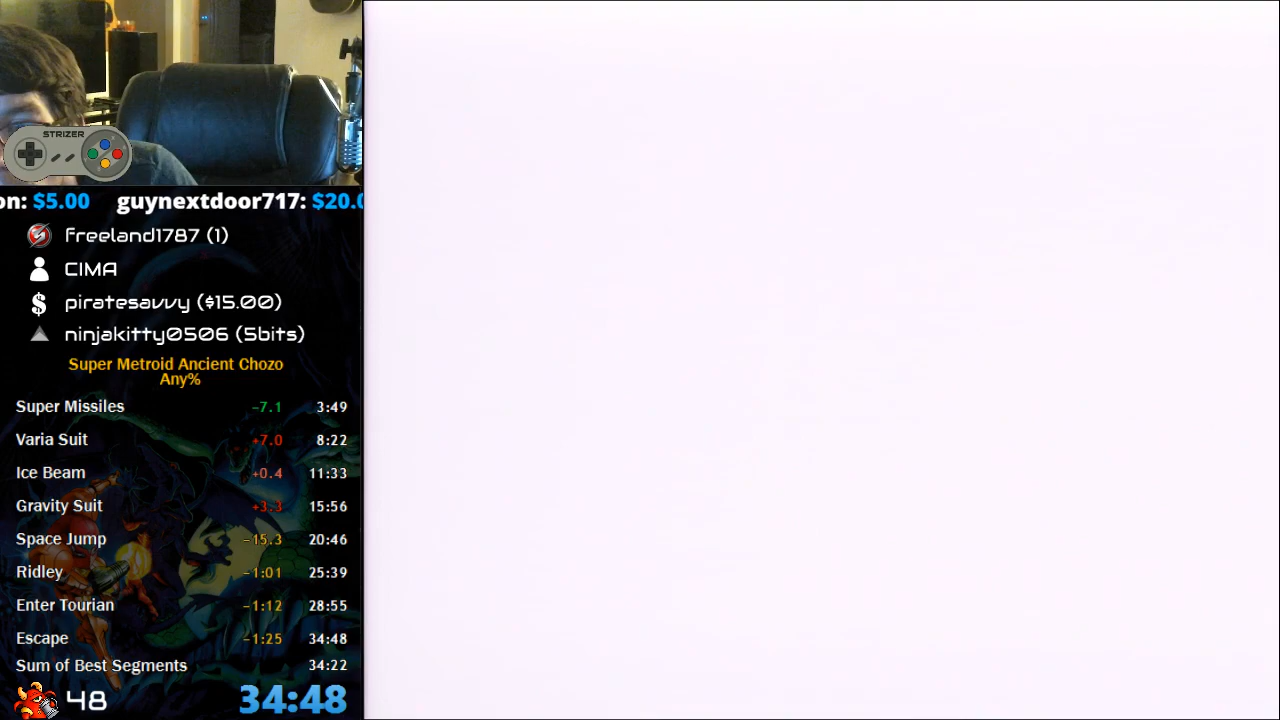 STRIZER
on: $5.00 guynextdoor717: $20.0
freeland1787 (1)
CIMA
$ piratesavvy ($15.00)
ninjakitty0506 (5bits)
Super Metroid Ancient Chozo
Any%
Super Missiles -7.1 3:49
Varia Suit +7.0 8:22
Ice Beam +0.4 11:33
Gravity Suit +3.3 15:56
Space Jump -15.3 20:46
Ridley -1:01 25:39
Enter Tourian -1:12 28:55
Escape -1:25 34:48
Sum of Best Segments 34:22
48 34:48